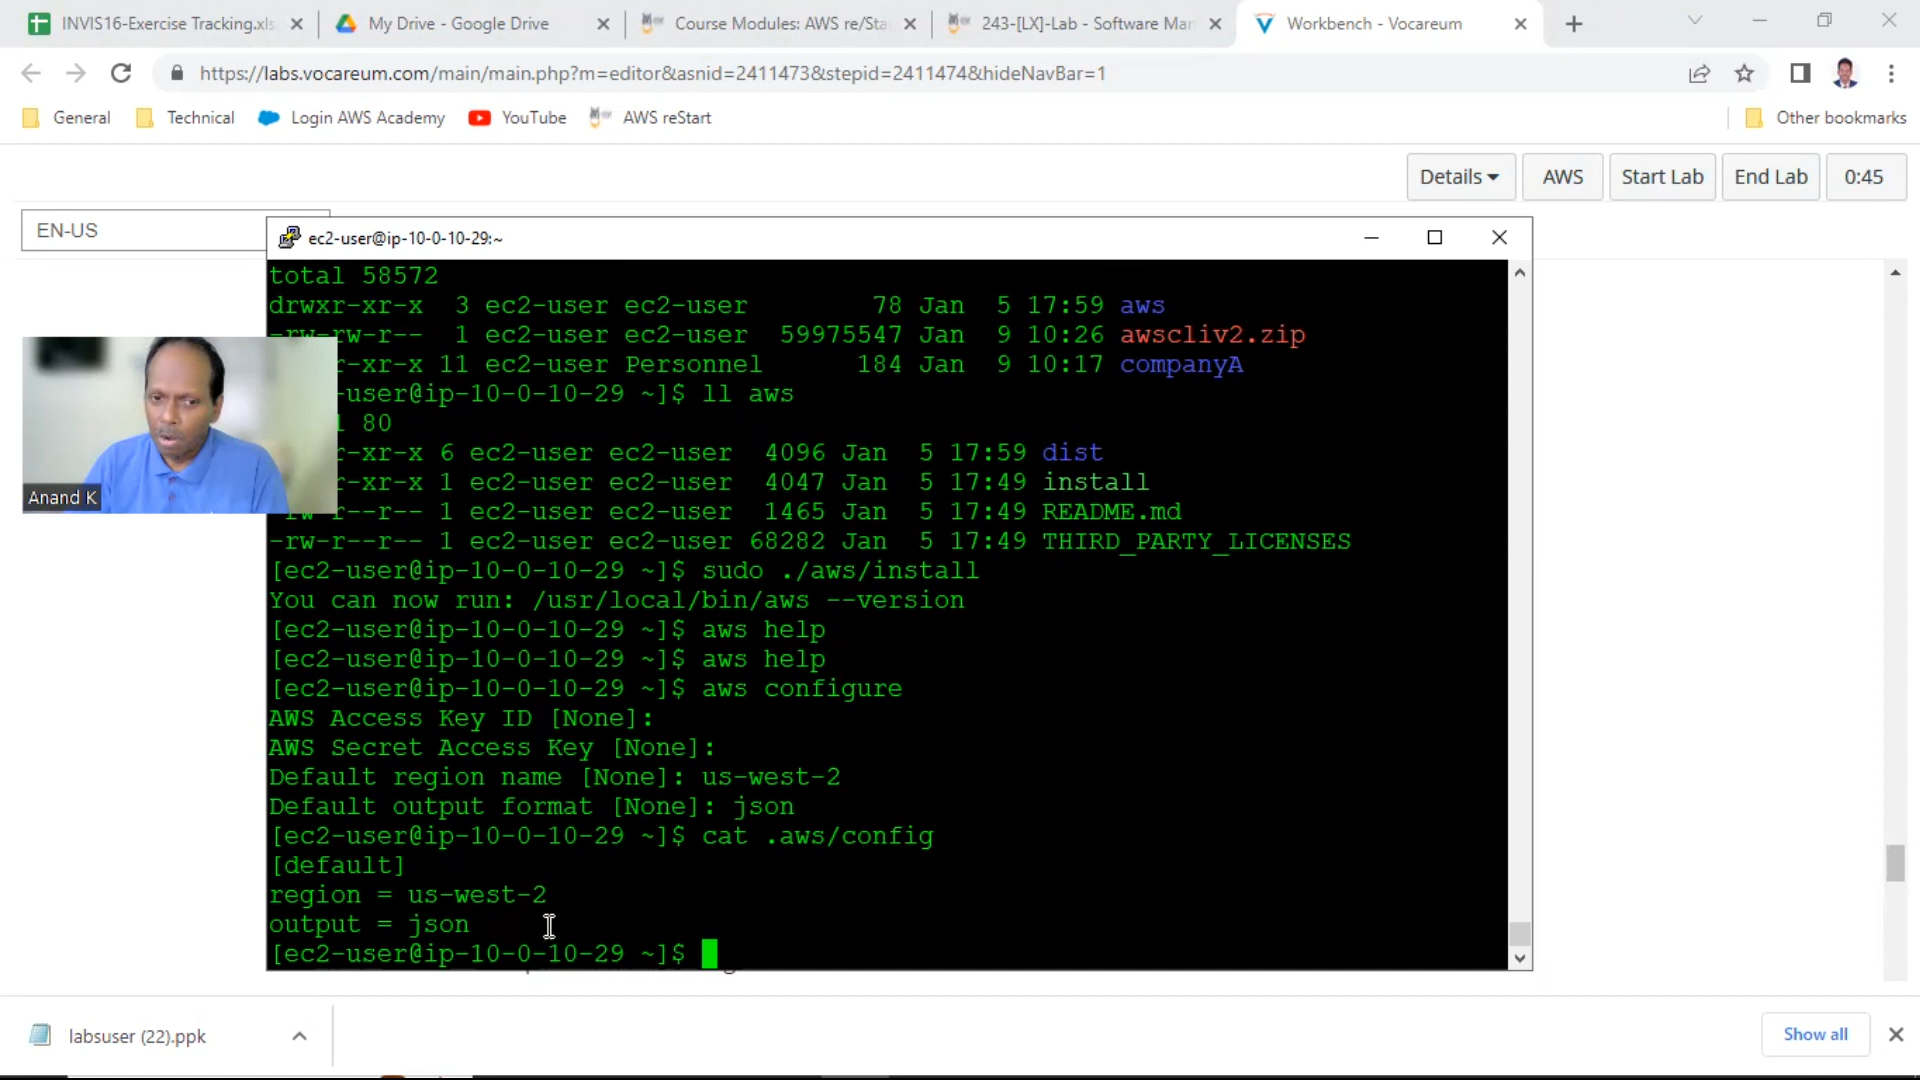 INVIS16-Exercise Tracking.xls
My Drive - Google Drive
Course Modules: AWS re/Sta
243-[LX]-Lab - Software Man
Workbench - Vocareum
https://labs.vocareum.com/main/main.php?m=editor&asnid=2411473&stepid=2411474&hideNavBar=1
General
Technical
Login AWS Academy
YouTube
AWS reStart
Other bookmarks
Details
AWS
Start Lab
End Lab
0:45
EN-US
ec2-user@ip-10-0-10-29:~
total 58572
drwxr-xr-x 3 ec2-user ec2-user 78 Jan 5 17:59 aws
-rw-rw-r-- 1 ec2-user ec2-user 59975547 Jan 9 10:26 awscliv2.zip
r-xr-x 11 ec2-user Personnel 184 Jan 9 10:17 companyA
-user@ip-10-0-10-29 ~]$ ll aws
l 80
r-xr-x 6 ec2-user ec2-user 4096 Jan 5 17:59 dist
r-xr-x 1 ec2-user ec2-user 4047 Jan 5 17:49 install
-rw-r--r-- 1 ec2-user ec2-user 1465 Jan 5 17:49 README.md
-rw-r--r-- 1 ec2-user ec2-user 68282 Jan 5 17:49 THIRD_PARTY_LICENSES
[ec2-user@ip-10-0-10-29 ~]$ sudo ./aws/install
You can now run: /usr/local/bin/aws --version
[ec2-user@ip-10-0-10-29 ~]$ aws help
[ec2-user@ip-10-0-10-29 ~]$ aws help
[ec2-user@ip-10-0-10-29 ~]$ aws configure
AWS Access Key ID [None]:
AWS Secret Access Key [None]:
Default region name [None]: us-west-2
Default output format [None]: json
[ec2-user@ip-10-0-10-29 ~]$ cat .aws/config
[default]
region = us-west-2
output = json
[ec2-user@ip-10-0-10-29 ~]$
Anand K
labsuser (22).ppk
Show all